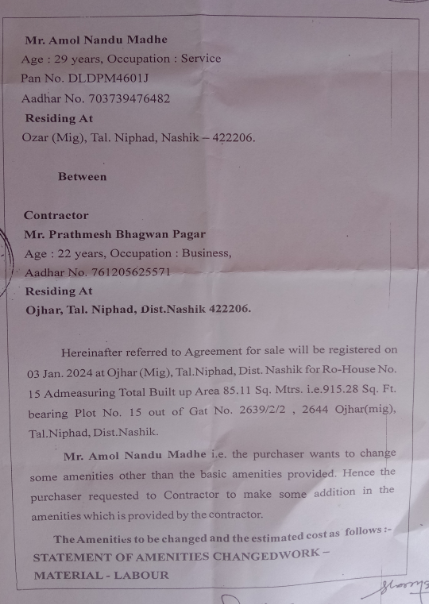 Mr. Amol Nandu Madhe
Age : 29 years, Occupation : Service
Pan No. DLDPM4601J
Aadhar No. 703739476482
Residing At
Ozar (Mig), Tal. Niphad, Nashik – 422206.
Between
Contractor
Mr. Prathmesh Bhagwan Pagar
Age : 22 years, Occupation : Business,
Aadhar No. 761205625571
Residing At
Ojhar, Tal. Niphad, Dist.Nashik 422206.
Hereinafter referred to Agreement for sale will be registered on
03 Jan. 2024 at Ojhar (Mig), Tal.Niphad, Dist. Nashik for Ro-House No.
15 Admeasuring Total Built up Area 85.11 Sq. Mtrs. i.e.915.28 Sq. Ft.
bearing Plot No. 15 out of Gat No. 2639/2/2 , 2644 Ojhar(mig),
Tal.Niphad, Dist.Nashik.
Mr. Amol Nandu Madhe i.e. the purchaser wants to change
some amenities other than the basic amenities provided. Hence the
purchaser requested to Contractor to make some addition in the
amenities which is provided by the contractor.
The Amenities to be changed and the estimated cost as follows :-
STATEMENT OF AMENITIES CHANGEDWORK –
MATERIAL - LABOUR